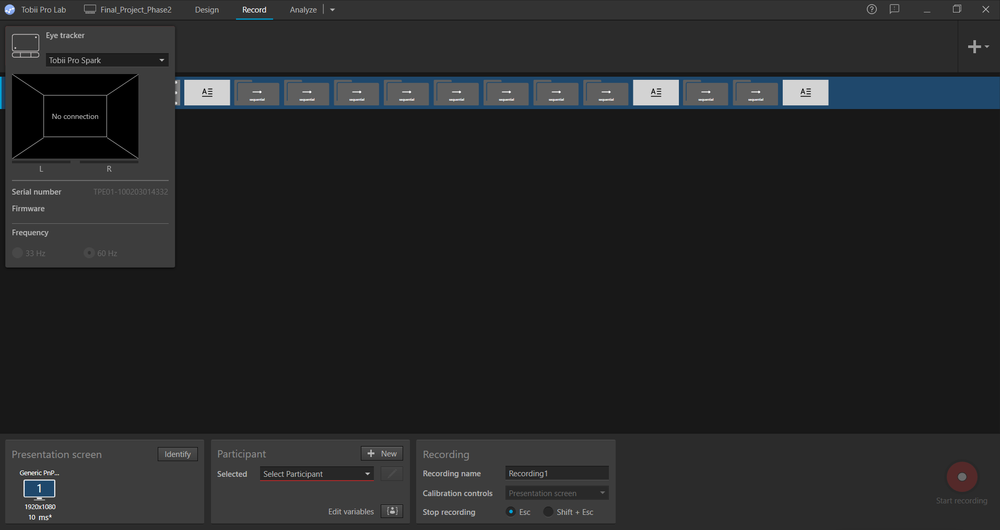 Tobii Pro Lab
Final_Project_Phase2
Design
Record
Analyze
Eye tracker
Tobii Pro Spark
No connection
L
R
Serial number TPE01-100203014332
Firmware
Frequency
33 Hz
60 Hz
A
sequential
sequential
sequential
sequential
sequential
sequential
sequential
sequential
A
sequential
sequential
A
Presentation screen
Identify
Generic PnP...
1
1920x1080
10 ms*
Participant
New
Selected
Select Participant
Edit variables
Recording
Recording name
Recording1
Calibration controls
Presentation screen
Stop recording
Esc
Shift + Esc
Start recording